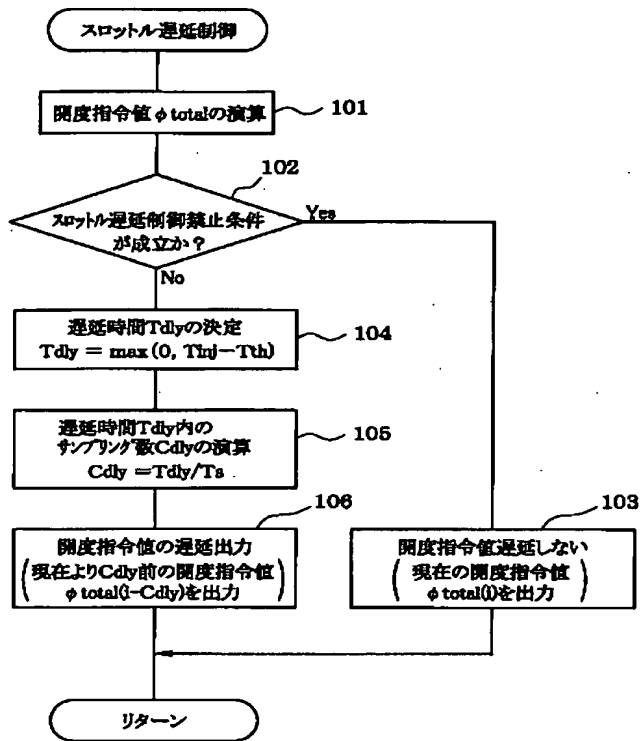 スロットル遅延制御
開度指令値φtotalの演算
101
102
スロットル遅延制御禁止条件
が成立か？
Yes
No
遅延時間Tdlyの決定
Tdly = max(0, Tinj-Tth)
104
遅延時間Tdly内の
サンプリング数Cdlyの演算
Cdly =Tdly/Ts
105
106
開度指令値の遅延出力
(現在よりCdly前の開度指令値
φtotal(i-Cdly)を出力)
103
開度指令値遅延しない
(現在の開度指令値
φtotal(i)を出力)
リターン